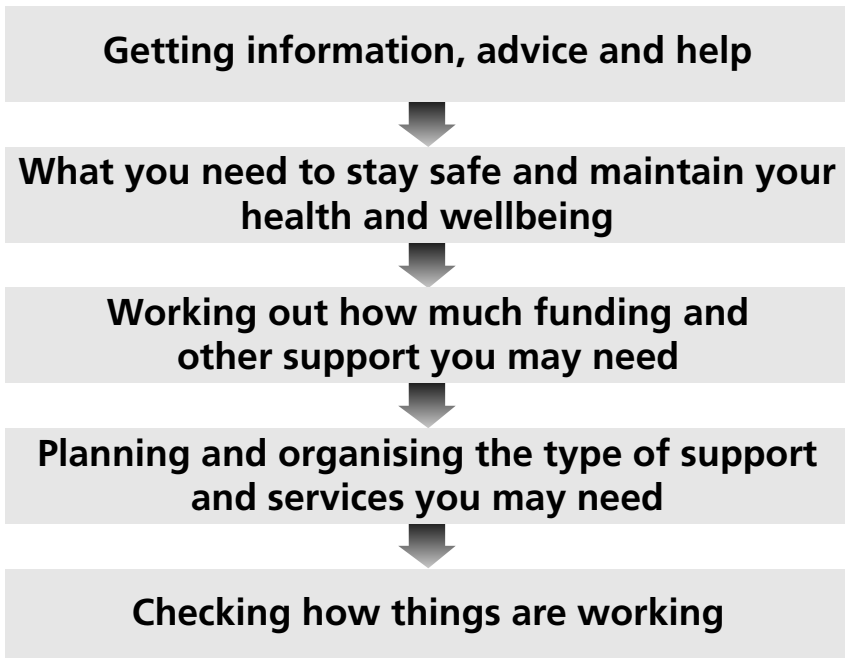 Getting information, advice and help
What you need to stay safe and maintain your
health and wellbeing
Working out how much funding and
other support you may need
Planning and organising the type of support
and services you may need
Checking how things are working